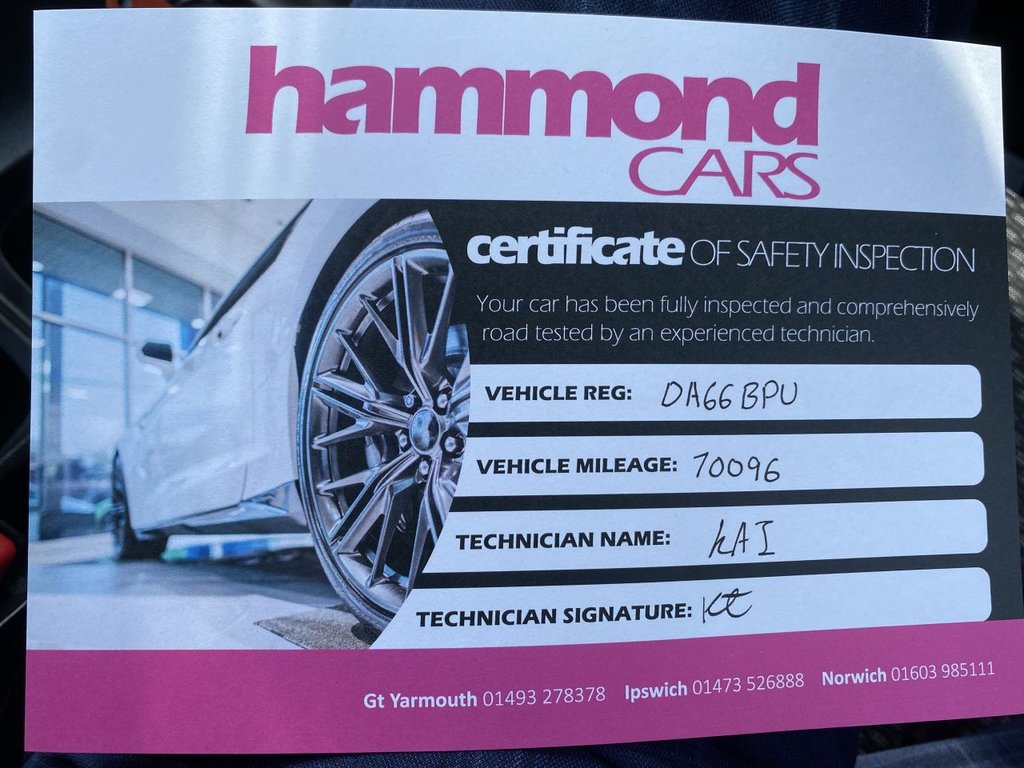 hammond
CARS
certificate OF SAFETY INSPECTION
Your car has been fully inspected and comprehensively
road tested by an experienced technician.
VEHICLE REG: DA66 BPU
VEHICLE MILEAGE: 70096
TECHNICIAN NAME: KAI
TECHNICIAN SIGNATURE:
Gt Yarmouth 01493 278378 Ipswich 01473 526888 Norwich 01603 985111